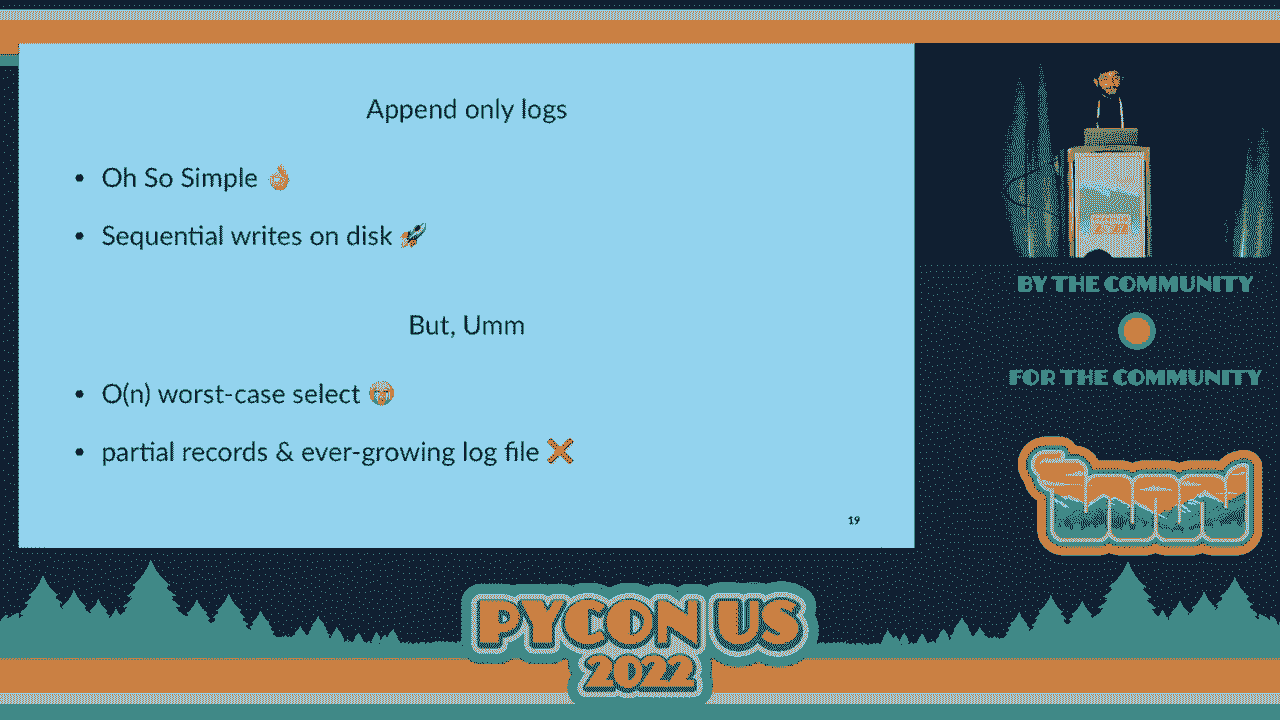 Append only logs
• Oh So Simple 👌
• Sequential writes on disk 🚀
But, Umm
• O(n) worst-case select 😭
• partial records & ever-growing log file ❌
19
BY THE COMMUNITY
FOR THE COMMUNITY
PYCON US
2022